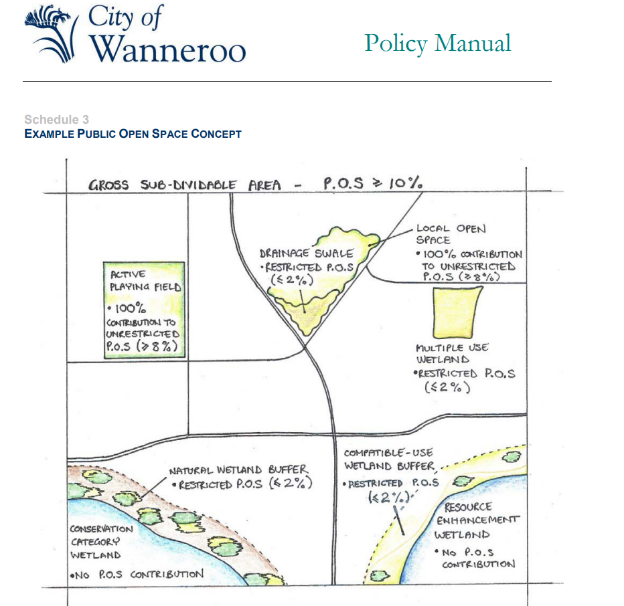 City of
Wanneroo
Policy Manual
Schedule 3
EXAMPLE PUBLIC OPEN SPACE CONCEPT
GROSS SUB-DIVIDABLE AREA - P.O.S ≥ 10%
LOCAL OPEN
SPACE
• 100% CONTRIBUTION
TO UNRESTRICTED
P.O.S (≥8%)
DRAINAGE SWALE
• RESTRICTED P.O.S
(≤2%)
ACTIVE
PLAYING FIELD
• 100%
CONTRIBUTION TO
UNRESTRICTED
P.O.S (≥8%)
MULTIPLE USE
WETLAND
• RESTRICTED P.O.S
(≤2%)
NATURAL WETLAND BUFFER
• RESTRICTED P.O.S (≤2%)
COMPATIBLE-USE
WETLAND BUFFER
• RESTRICTED P.O.S
(≤2%)
CONSERVATION
CATEGORY
WETLAND
• NO P.O.S CONTRIBUTION
RESOURCE
ENHANCEMENT
WETLAND
• NO P.O.S
CONTRIBUTION